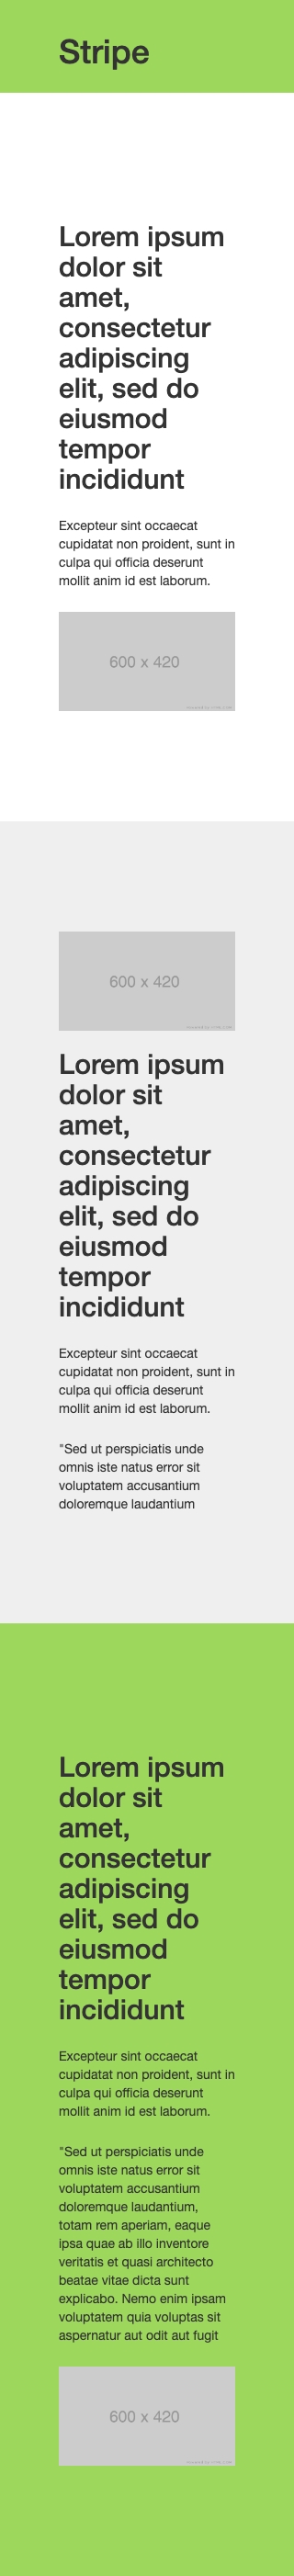 Stripe
Lorem ipsum
dolor sit
amet,
consectetur
adipiscing
elit, sed do
eiusmod
tempor
incididunt
Excepteur sint occaecat
cupidatat non proident, sunt in
culpa qui officia deserunt
mollit anim id est laborum.
600 x 420
600 x 420
Lorem ipsum
dolor sit
amet,
consectetur
adipiscing
elit, sed do
eiusmod
tempor
incididunt
Excepteur sint occaecat
cupidatat non proident, sunt in
culpa qui officia deserunt
mollit anim id est laborum.
"Sed ut perspiciatis unde
omnis iste natus error sit
voluptatem accusantium
doloremque laudantium
Lorem ipsum
dolor sit
amet,
consectetur
adipiscing
elit, sed do
eiusmod
tempor
incididunt
Excepteur sint occaecat
cupidatat non proident, sunt in
culpa qui officia deserunt
mollit anim id est laborum.
"Sed ut perspiciatis unde
omnis iste natus error sit
voluptatem accusantium
doloremque laudantium,
totam rem aperiam, eaque
ipsa quae ab illo inventore
veritatis et quasi architecto
beatae vitae dicta sunt
explicabo. Nemo enim ipsam
voluptatem quia voluptas sit
aspernatur aut odit aut fugit
600 x 420